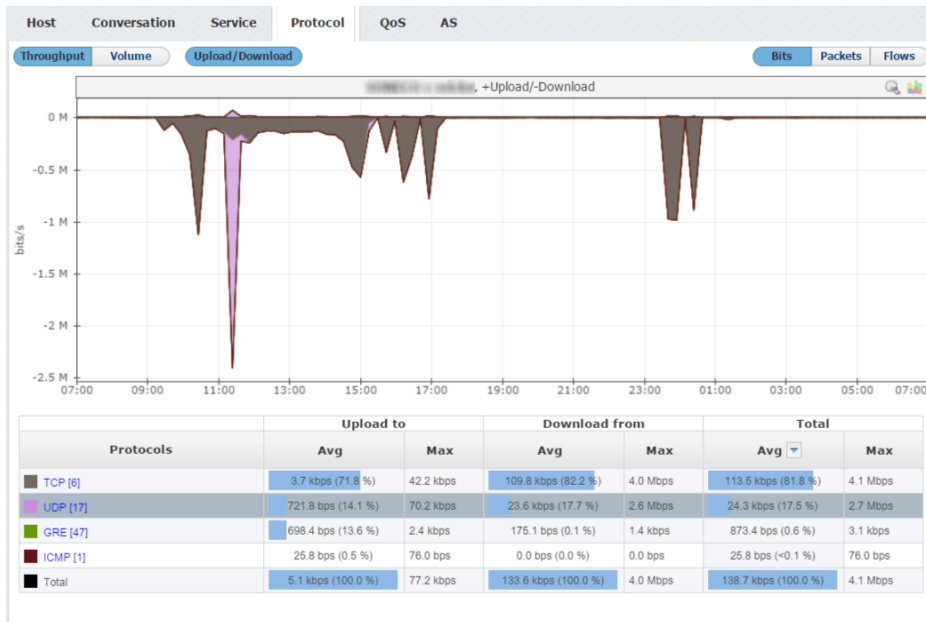 Host Conversation Service Protocol QoS AS
Throughput Volume Upload/Download Bits Packets Flows
, +Upload/-Download
0 M
-0.5 M
-1 M
-1.5 M
-2 M
-2.5 M
bits/s
07:00 09:00 11:00 13:00 15:00 17:00 19:00 21:00 23:00 01:00 03:00 05:00 07:00
Upload to Download from Total
Protocols Avg Max Avg Max Avg Max
TCP [6] 3.7 kbps (71.8 %) 42.2 kbps 109.8 kbps (82.2 %) 4.0 Mbps 113.5 kbps (81.8 %) 4.1 Mbps
UDP [17] 721.8 bps (14.1 %) 70.2 kbps 23.6 kbps (17.7 %) 2.6 Mbps 24.3 kbps (17.5 %) 2.7 Mbps
GRE [47] 698.4 bps (13.6 %) 2.4 kbps 175.1 bps (0.1 %) 1.4 kbps 873.4 bps (0.6 %) 3.1 kbps
ICMP [1] 25.8 bps (0.5 %) 76.0 bps 0.0 bps (0.0 %) 0.0 bps 25.8 bps (<0.1 %) 76.0 bps
Total 5.1 kbps (100.0 %) 77.2 kbps 133.6 kbps (100.0 %) 4.0 Mbps 138.7 kbps (100.0 %) 4.1 Mbps